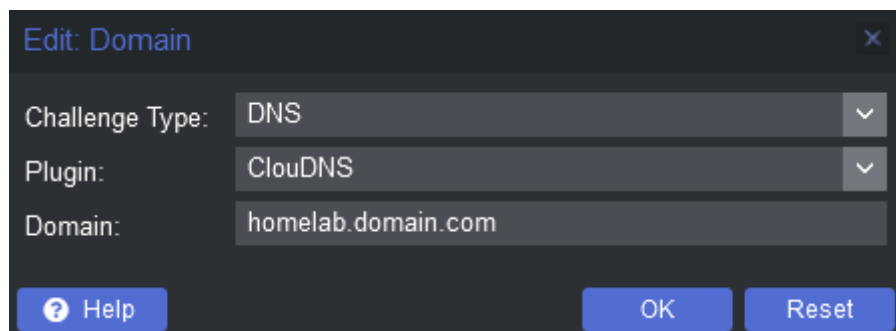 Edit: Domain
Challenge Type: DNS
Plugin: ClouDNS
Domain: homelab.domain.com
Help OK Reset